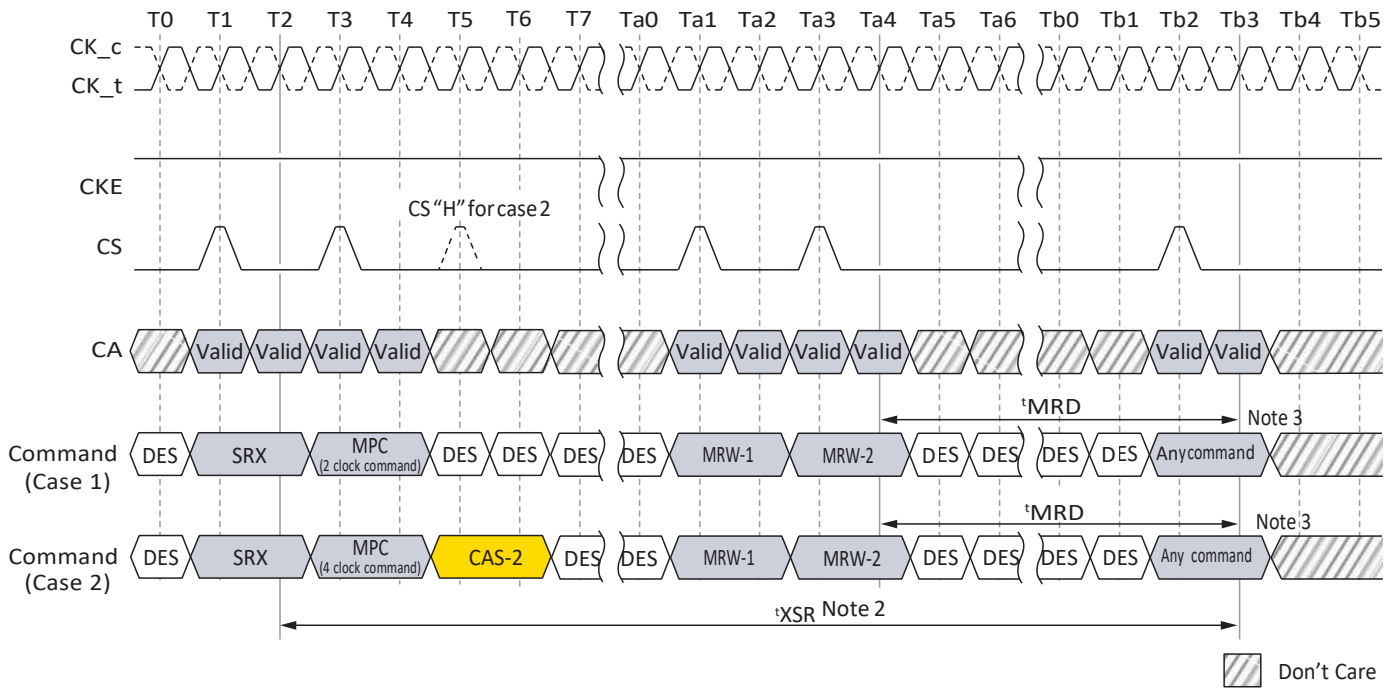 T0 T1 T2 T3 T4 T5 T6 T7 Ta0 Ta1 Ta2 Ta3 Ta4 Ta5 Ta6 Tb0 Tb1 Tb2 Tb3 Tb4 Tb5
CK_c
CK_t
CKE
CS "H" for case 2
CS
CA Valid Valid Valid Valid Valid Valid Valid Valid Valid Valid
tMRD Note 3
Command (Case 1) DES SRX MPC (2 clock command) DES DES DES DES MRW-1 MRW-2 DES DES DES DES Any command
tMRD Note 3
Command (Case 2) DES SRX MPC (4 clock command) CAS-2 DES DES MRW-1 MRW-2 DES DES DES DES Any command
tXSR Note 2
Don't Care